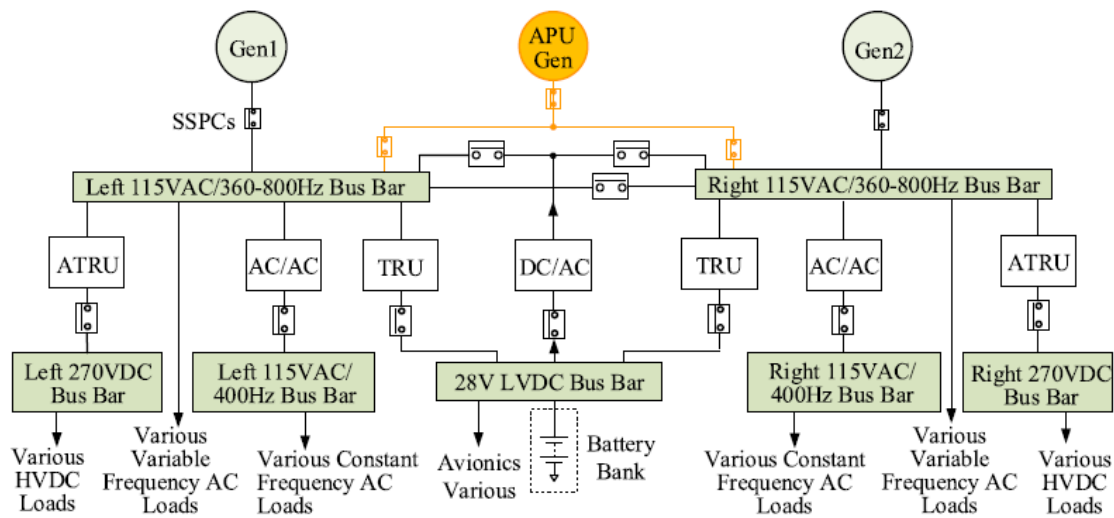 Gen1
APU
Gen
Gen2
SSPCs
Left 115VAC/360-800Hz Bus Bar
Right 115VAC/360-800Hz Bus Bar
ATRU
AC/AC
TRU
DC/AC
TRU
AC/AC
ATRU
Left 270VDC
Bus Bar
Left 115VAC/
400Hz Bus Bar
28V LVDC Bus Bar
Right 115VAC/
400Hz Bus Bar
Right 270VDC
Bus Bar
Various
HVDC
Loads
Various
Variable
Frequency AC
Loads
Various Constant
Frequency AC
Loads
Avionics
Various
Battery
Bank
Various Constant
Frequency AC
Loads
Various
Variable
Frequency AC
Loads
Various
HVDC
Loads